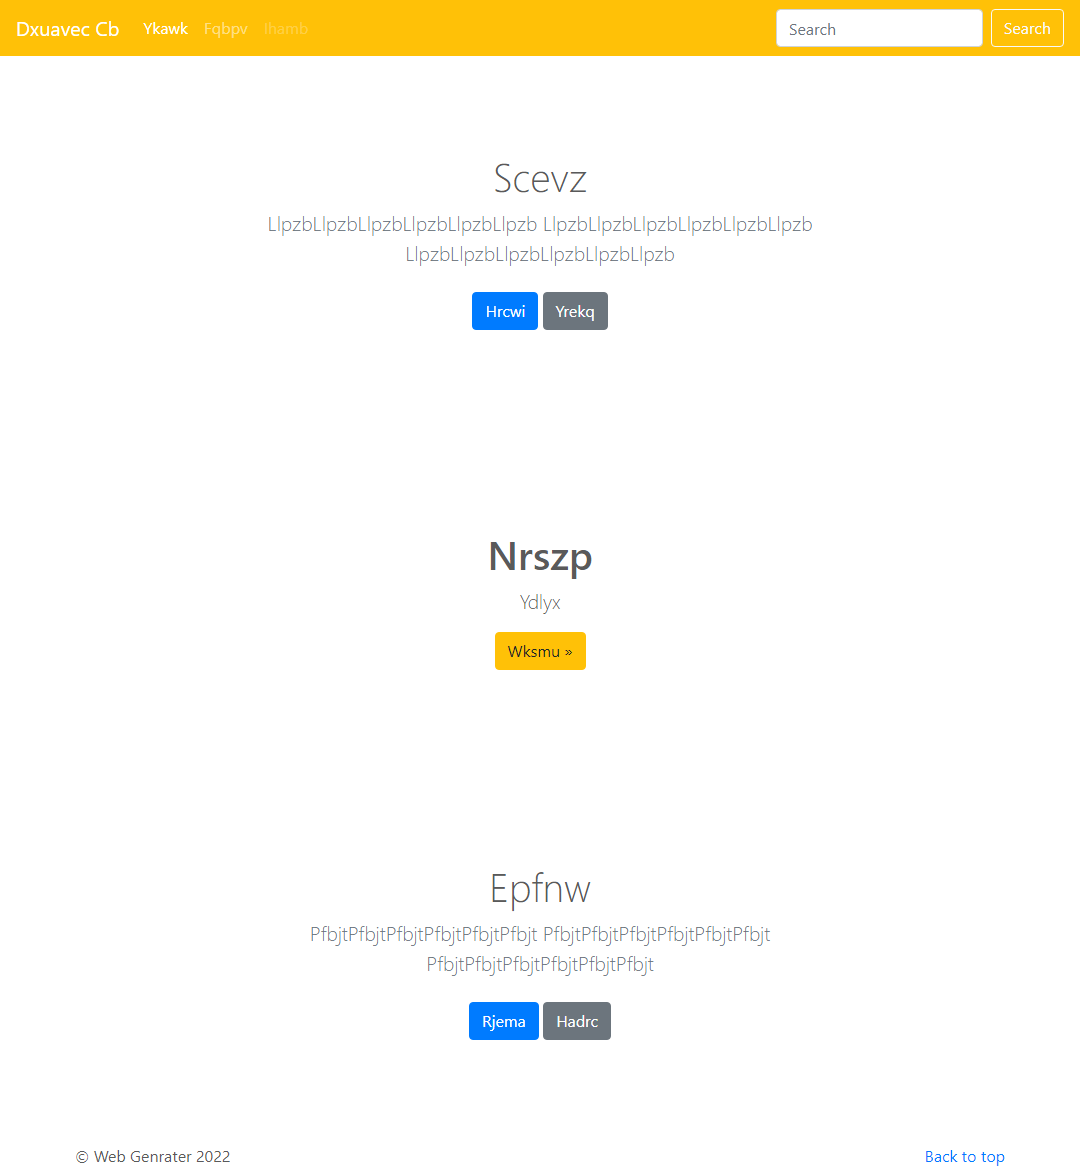 Dxuavec Cb Ykawk Fqbpv Ihamb Search Search
Scevz
LlpzbLlpzbLlpzbLlpzbLlpzbLlpzb LlpzbLlpzbLlpzbLlpzbLlpzbLlpzb
LlpzbLlpzbLlpzbLlpzbLlpzbLlpzb
Hrcwi Yrekq
Nrszp
Ydlyx
Wksmu »
Epfnw
PfbjtPfbjtPfbjtPfbjtPfbjtPfbjt PfbjtPfbjtPfbjtPfbjtPfbjtPfbjt
PfbjtPfbjtPfbjtPfbjtPfbjtPfbjt
Rjema Hadrc
© Web Genrater 2022 Back to top